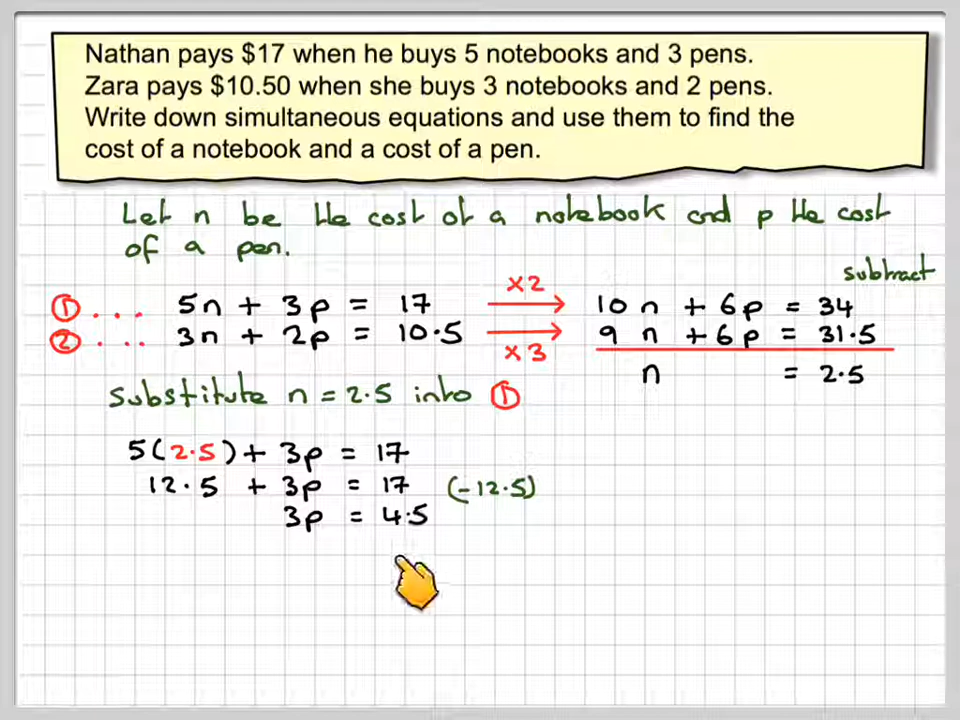 Nathan pays $17 when he buys 5 notebooks and 3 pens.
Zara pays $10.50 when she buys 3 notebooks and 2 pens.
Write down simultaneous equations and use them to find the
cost of a notebook and a cost of a pen.
Let n be the cost of a notebook and p the cost
of a pen.
subtract
① ... 5n + 3p = 17 ×2 10n + 6p = 34
② ... 3n + 2p = 10.5 ×3 9n + 6p = 31.5
n = 2.5
substitute n = 2.5 into ①
5(2.5) + 3p = 17
12.5 + 3p = 17 (-12.5)
3p = 4.5